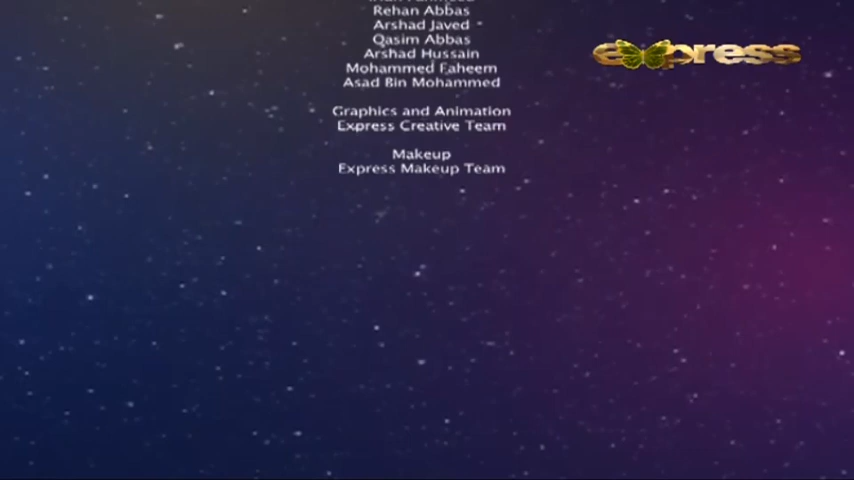 Rehan Abbas
Arshad Javed
Qasim Abbas
Arshad Hussain
Mohammed Faheem
Asad Bin Mohammed
Graphics and Animation
Express Creative Team
Makeup
Express Makeup Team
express